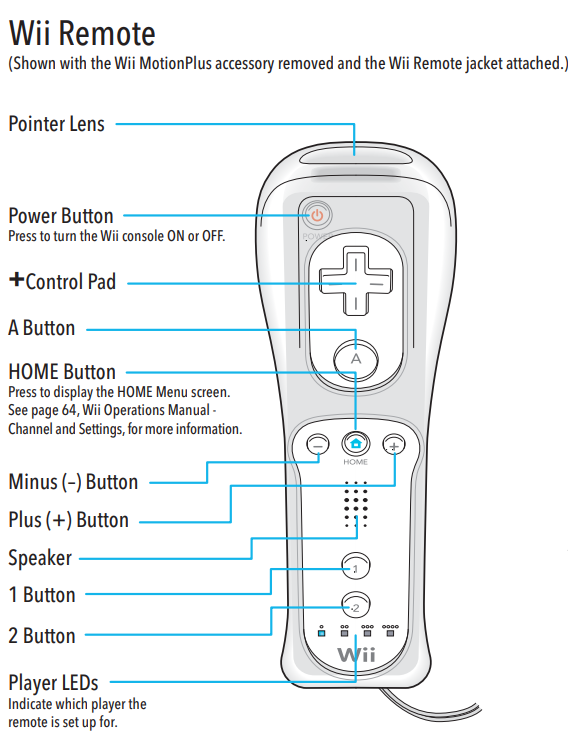 Wii Remote
(Shown with the Wii MotionPlus accessory removed and the Wii Remote jacket attached.)
Pointer Lens
Power Button
Press to turn the Wii console ON or OFF.
POWER
+Control Pad
A Button
A
HOME Button
Press to display the HOME Menu screen.
See page 64, Wii Operations Manual -
Channel and Settings, for more information.
− +
HOME
Minus (–) Button
Plus (+) Button
Speaker
1 Button
1
2 Button
2
Wii
Player LEDs
Indicate which player the
remote is set up for.